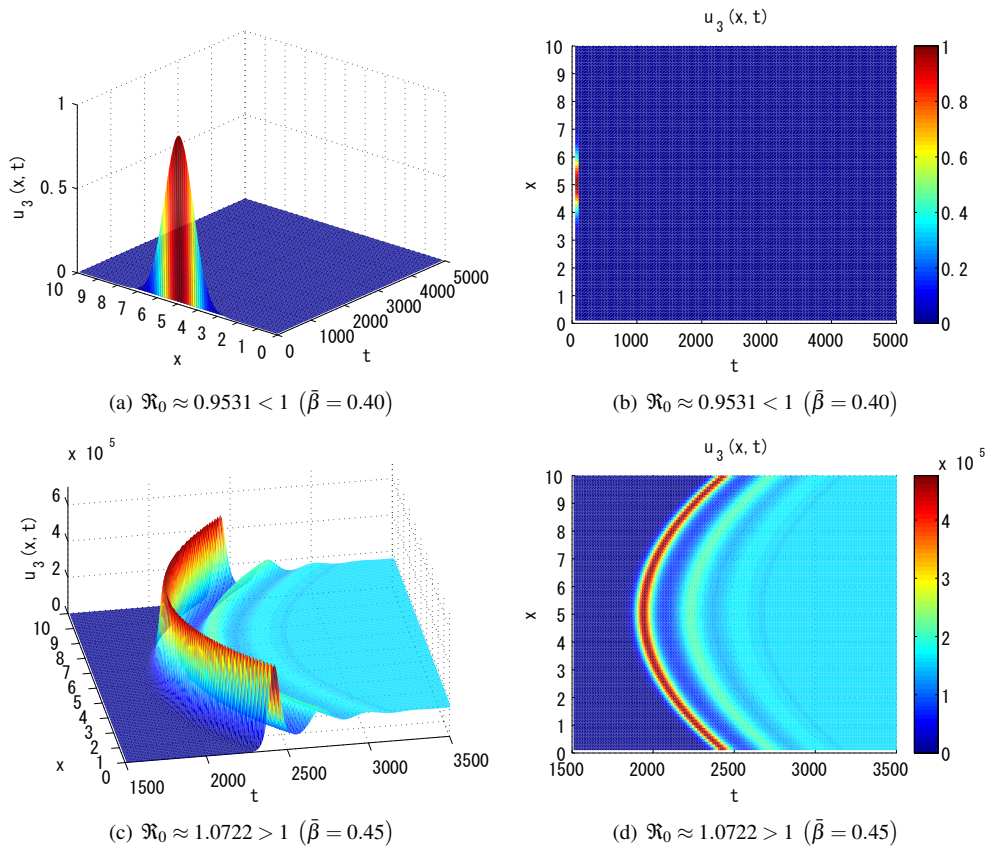 u_3 (x, t)
1
0.5
0
10 9 8 7 6 5 4 3 2 1 0
x
0 1000 2000 3000 4000 5000
t
(a) ℜ₀ ≈ 0.9531 < 1 (β̄ = 0.40)
u_3 (x, t)
10
9
8
7
6
5
4
3
2
1
0
x
0 1000 2000 3000 4000 5000
t
1
0.8
0.6
0.4
0.2
0
(b) ℜ₀ ≈ 0.9531 < 1 (β̄ = 0.40)
x 10^5
u_3 (x, t)
6
4
2
0
10 9 8 7 6 5 4 3 2 1 0
x
1500 2000 2500 3000 3500
t
(c) ℜ₀ ≈ 1.0722 > 1 (β̄ = 0.45)
u_3 (x, t)
x 10^5
10
9
8
7
6
5
4
3
2
1
0
x
1500 2000 2500 3000 3500
t
4
3
2
1
0
(d) ℜ₀ ≈ 1.0722 > 1 (β̄ = 0.45)